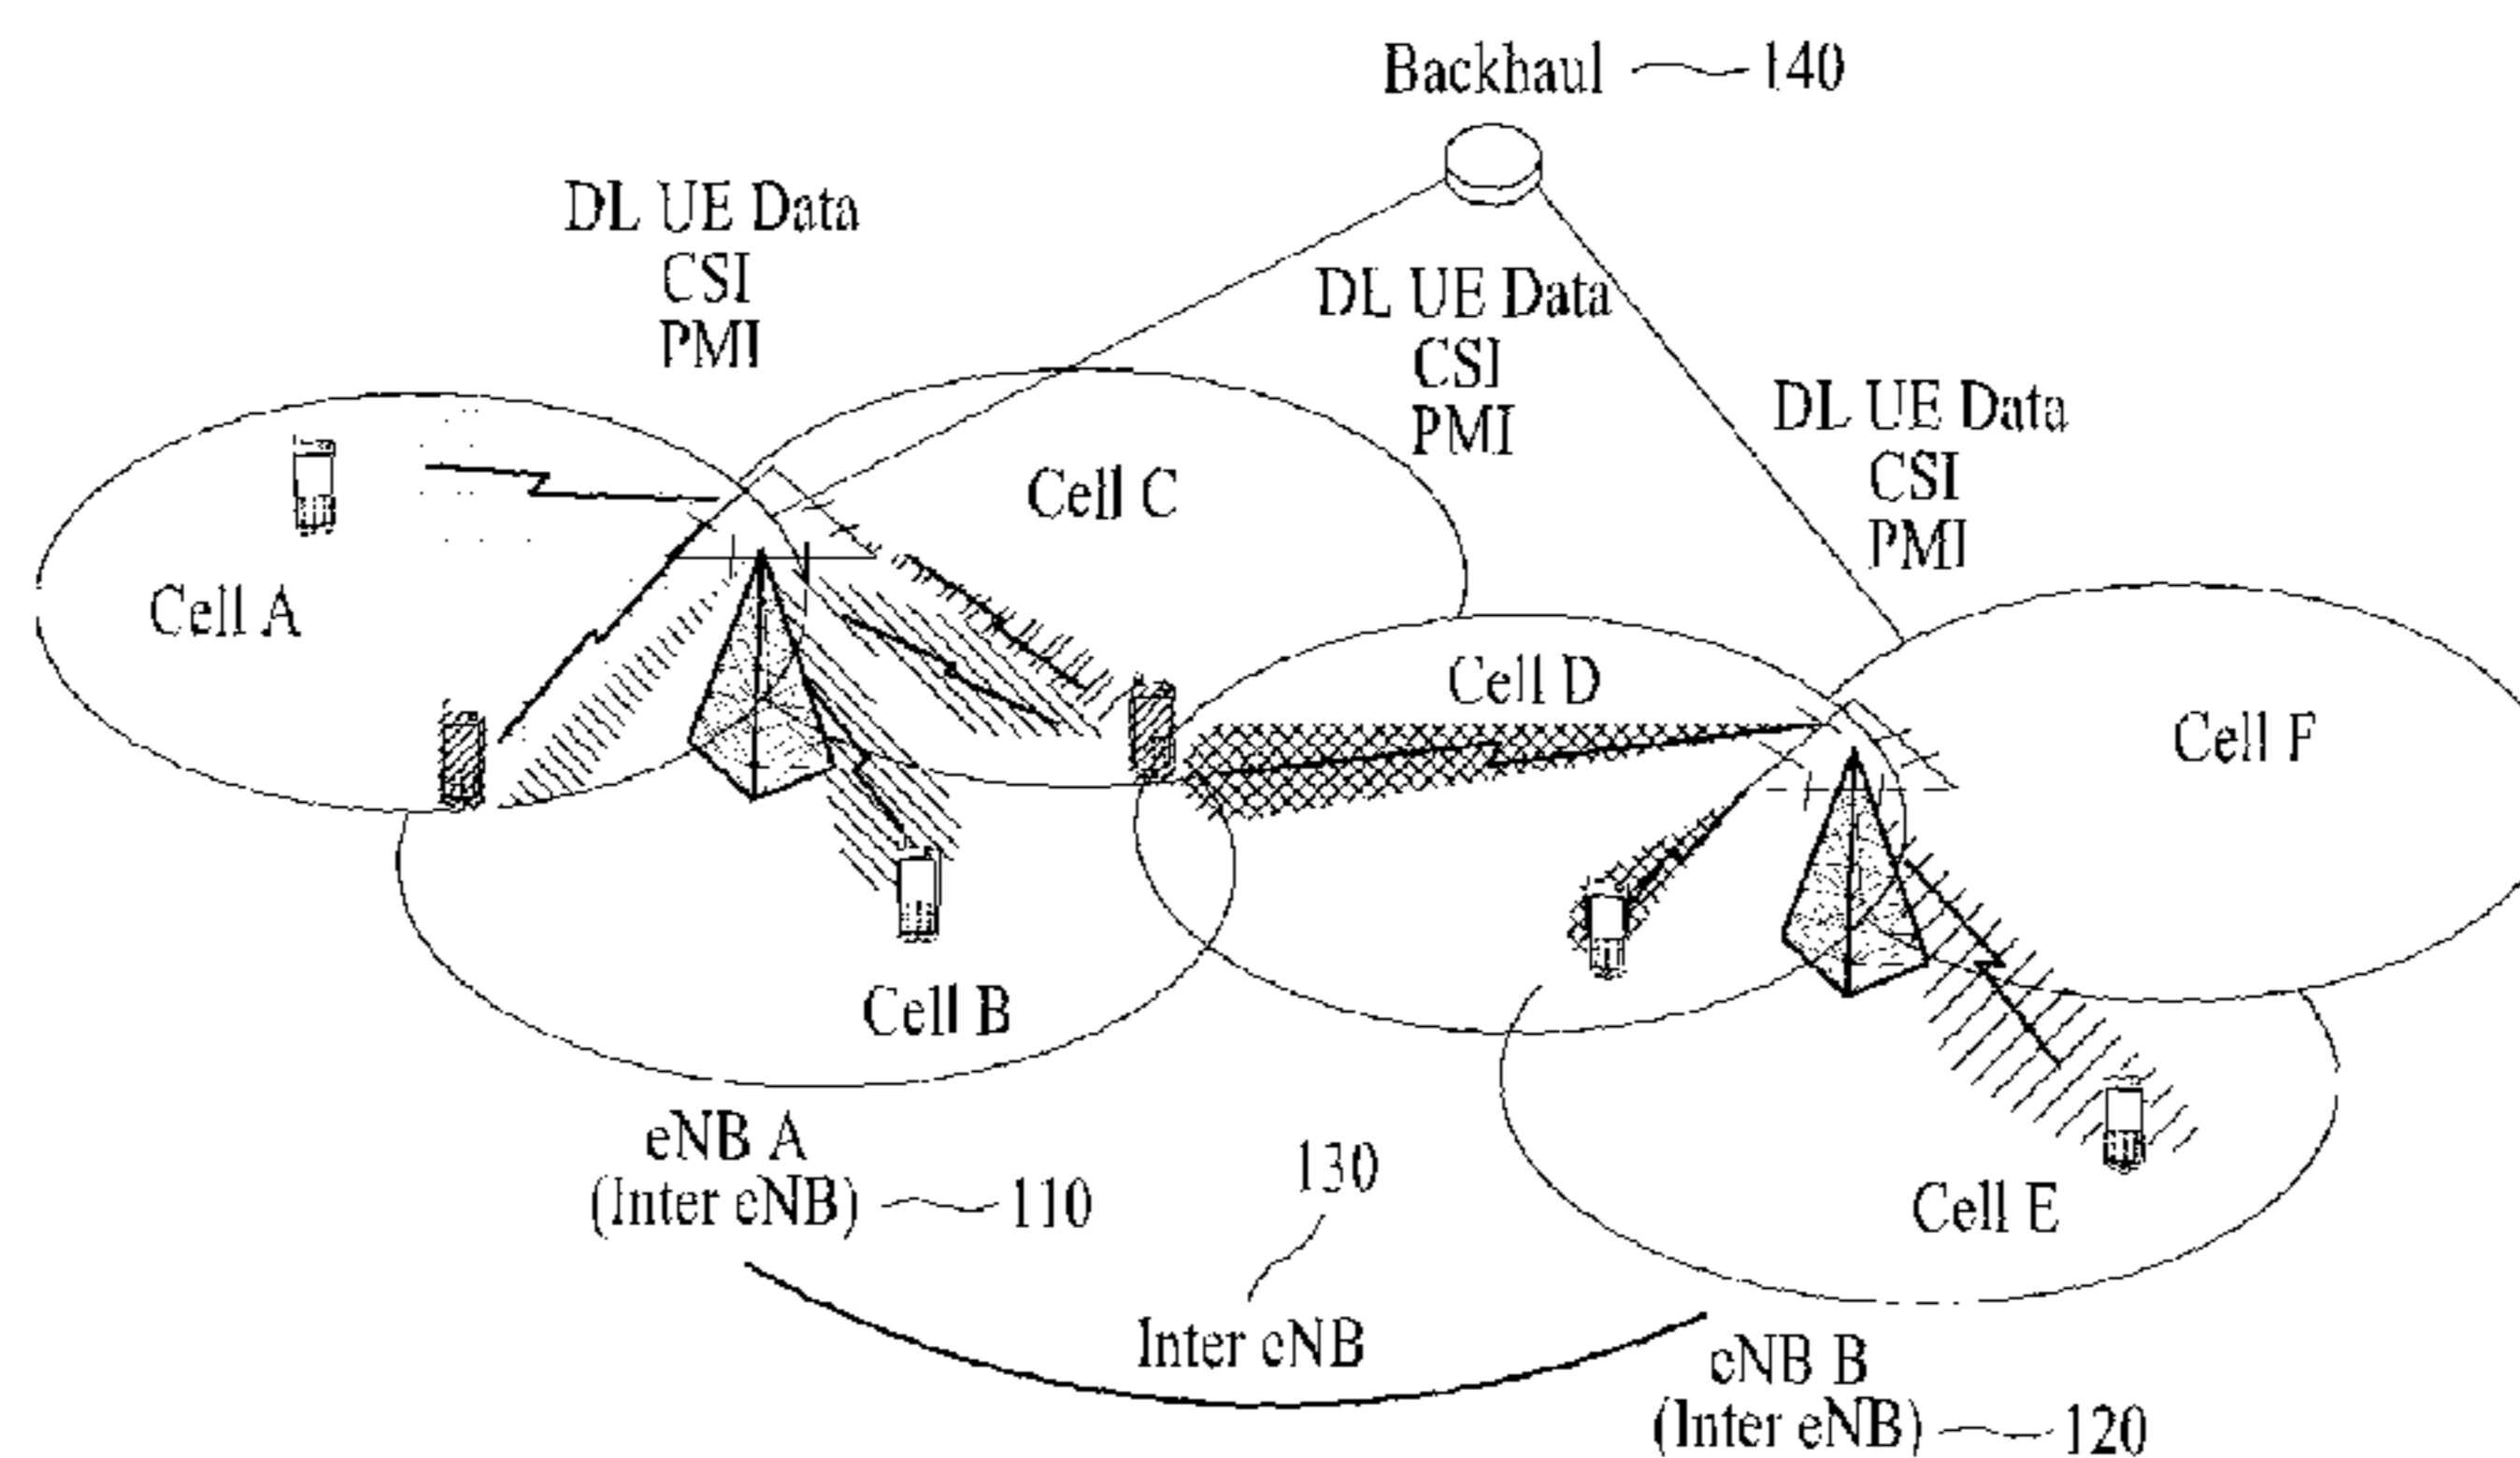 Backhaul 140
DL UE Data
CSI
PMI
DL UE Data
CSI
PMI
DL UE Data
CSI
PMI
Cell A
Cell C
Cell D
Cell F
Cell B
Cell E
eNB A
(Inter eNB) 110
130
Inter eNB
eNB B
(Inter eNB) 120